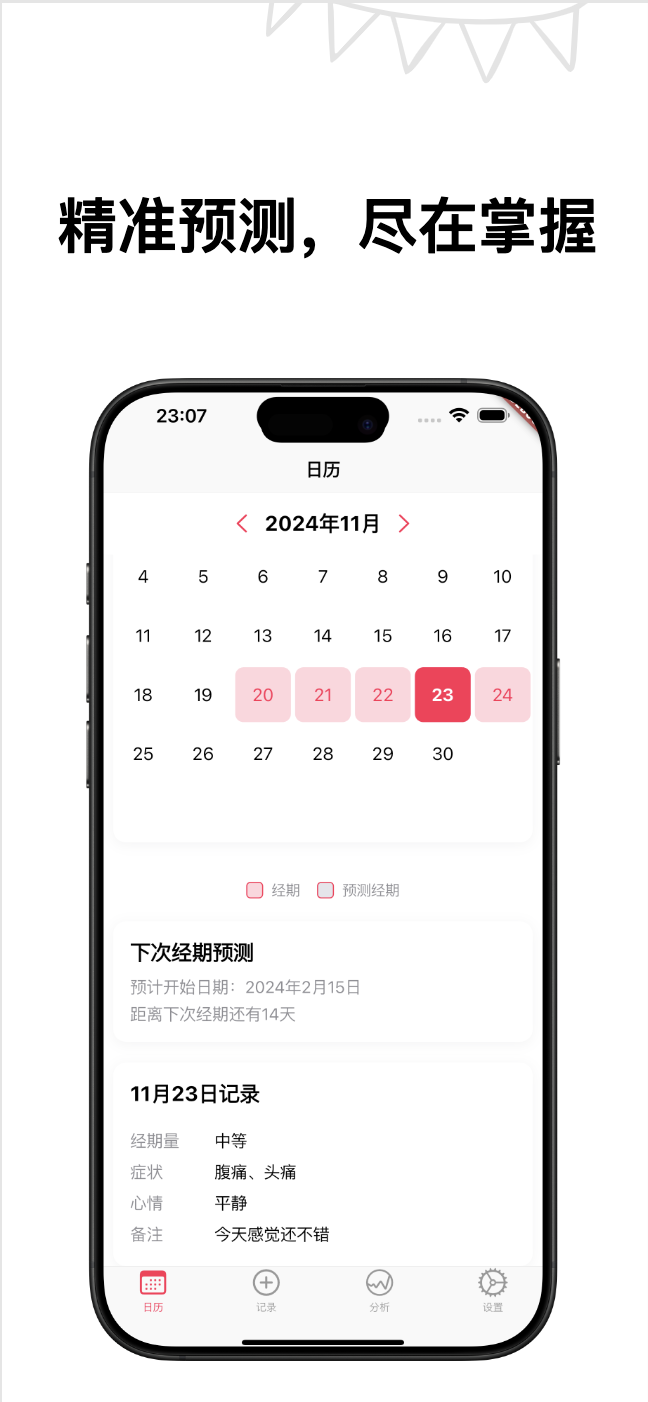 精准预测，尽在掌握
23:07
日历
2024年11月
4 5 6 7 8 9 10
11 12 13 14 15 16 17
18 19 20 21 22 23 24
25 26 27 28 29 30
经期 预测经期
下次经期预测
预计开始日期：2024年2月15日
距离下次经期还有14天
11月23日记录
经期量 中等
症状 腹痛、头痛
心情 平静
备注 今天感觉还不错
日历 记录 分析 设置